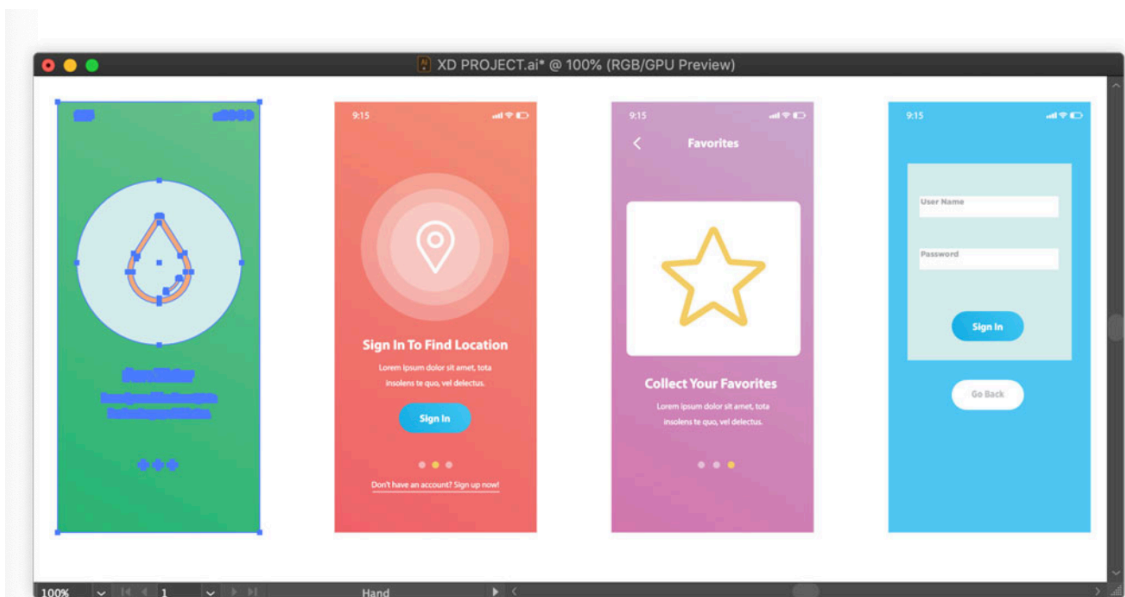 Ai XD PROJECT.ai* @ 100% (RGB/GPU Preview)
9:15
Sign In To Find Location
Lorem ipsum dolor sit amet, tota
insolens te quo, vel delectus.
Sign In
Don't have an account? Sign up now!
9:15
Favorites
Collect Your Favorites
Lorem ipsum dolor sit amet, tota
insolens te quo, vel delectus.
9:15
User Name
Password
Sign In
Go Back
100% 1 Hand